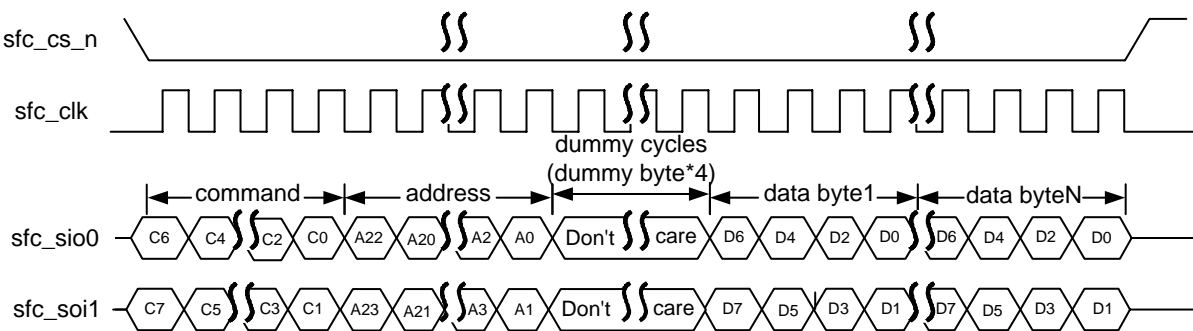 sfc_cs_n
sfc_clk
dummy cycles
(dummy byte*4)
command address data byte1 data byteN
sfc_sio0 C6 C4 C2 C0 A22 A20 A2 A0 Don't care D6 D4 D2 D0 D6 D4 D2 D0
sfc_soi1 C7 C5 C3 C1 A23 A21 A3 A1 Don't care D7 D5 D3 D1 D7 D5 D3 D1